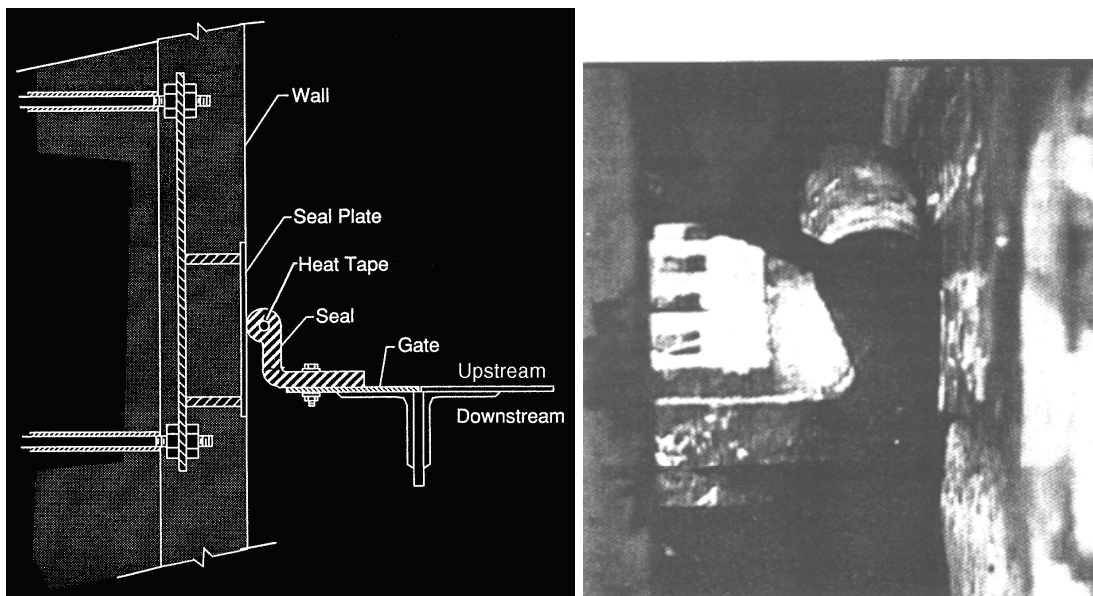 Wall
Seal Plate
Heat Tape
Seal
Gate
Upstream
Downstream